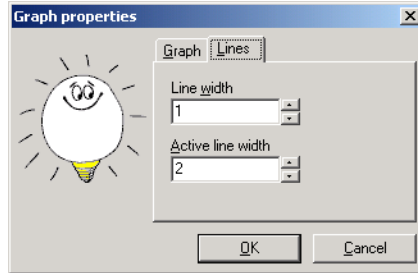 Graph properties
Graph Lines
Line width
1
Active line width
2
OK Cancel